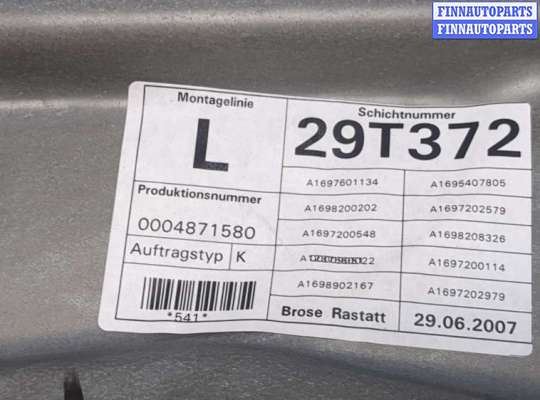 FINNAUTOPARTS
FINNAUTOPARTS
Montagelinie
L
Produktionsnummer
0004871580
Auftragstyp K
*541*
Schichtnummer
29T372
A1697601134 A1695407805
A1698200202 A1697202579
A1697200548 A1698208326
A1697200114
A1698902167 A1697202979
Brose Rastatt 29.06.2007